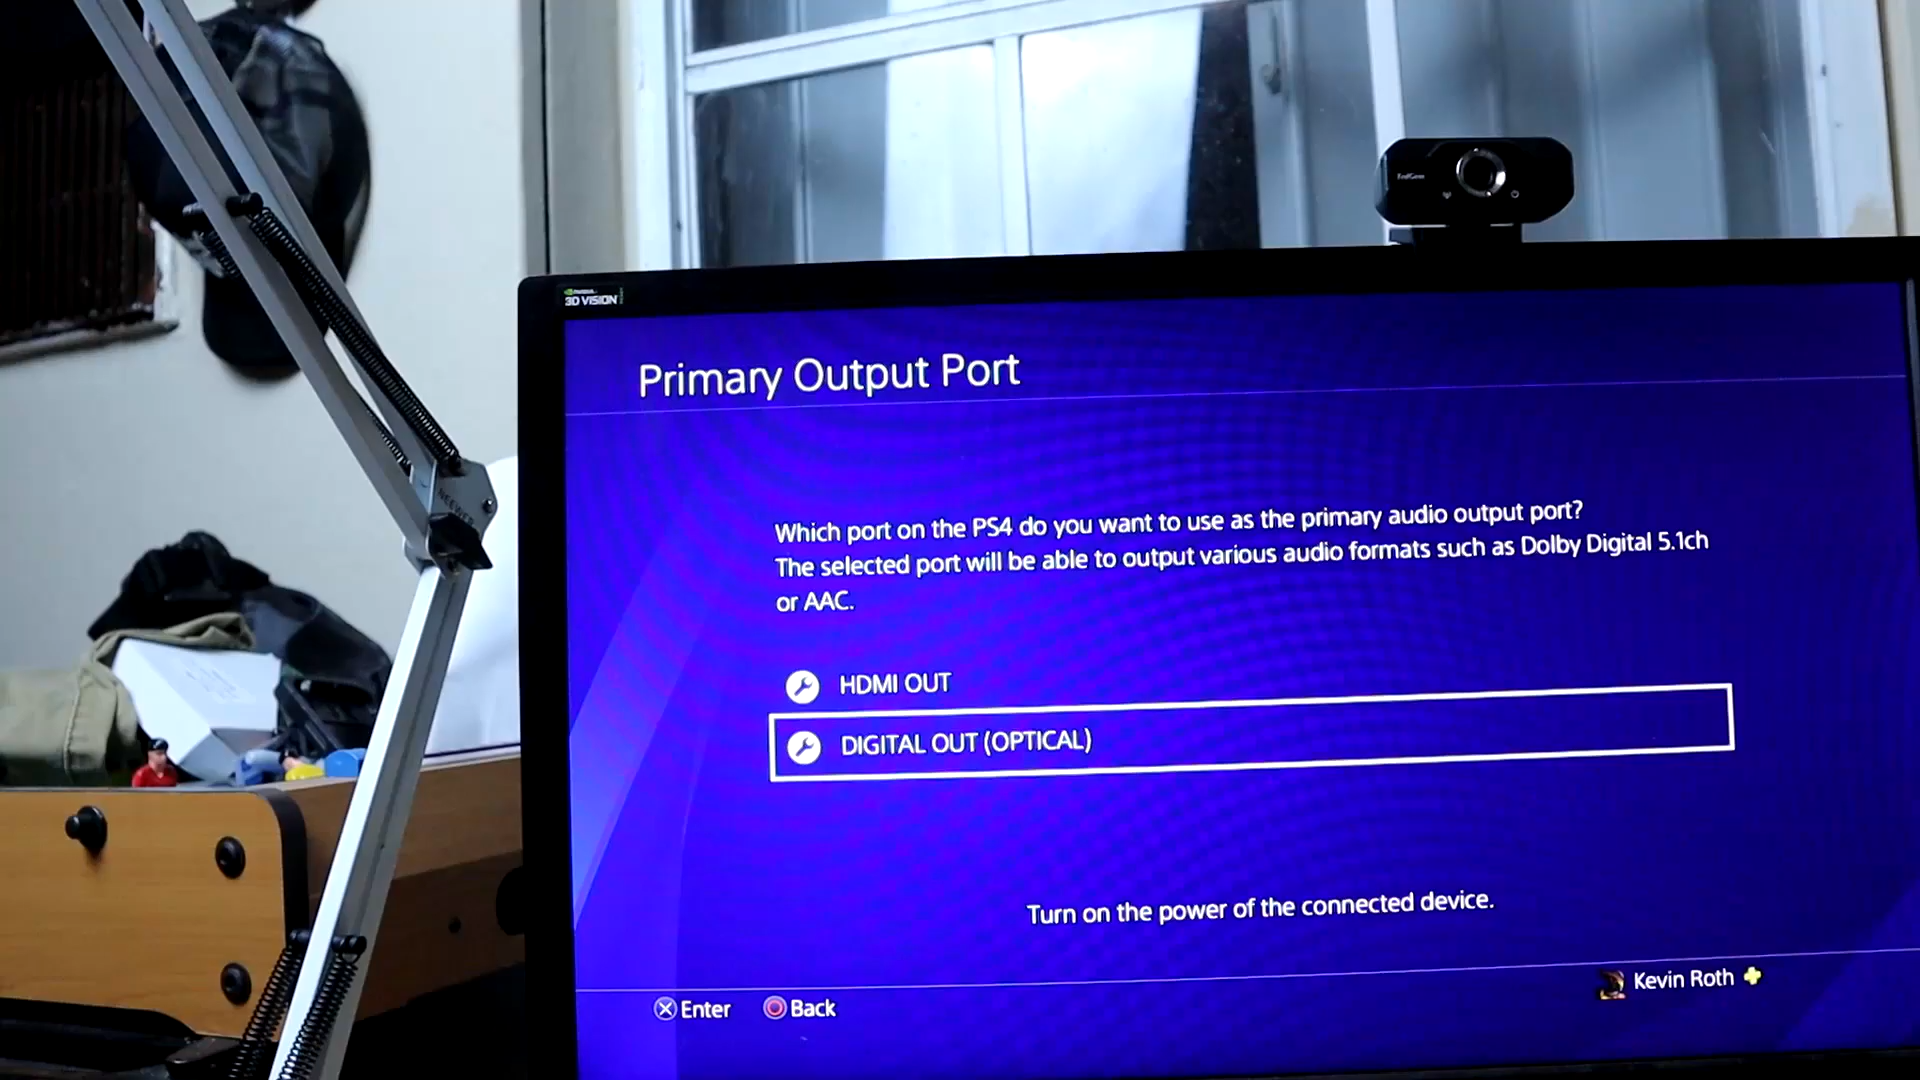 NVIDIA
3D VISION
NEEWER
Primary Output Port
Which port on the PS4 do you want to use as the primary audio output port?
The selected port will be able to output various audio formats such as Dolby Digital 5.1ch
or AAC.
HDMI OUT
DIGITAL OUT (OPTICAL)
Turn on the power of the connected device.
Kevin Roth
Enter
Back